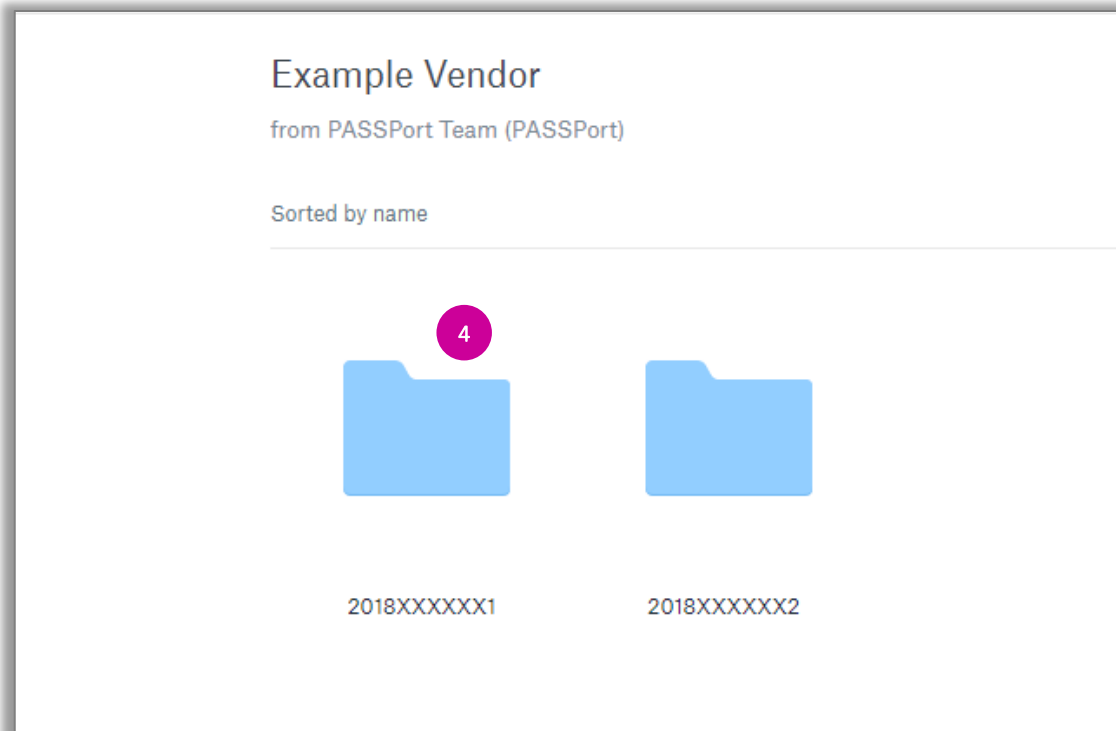 Example Vendor
from PASSPort Team (PASSPort)
Sorted by name
4
2018XXXXXX1
2018XXXXXX2